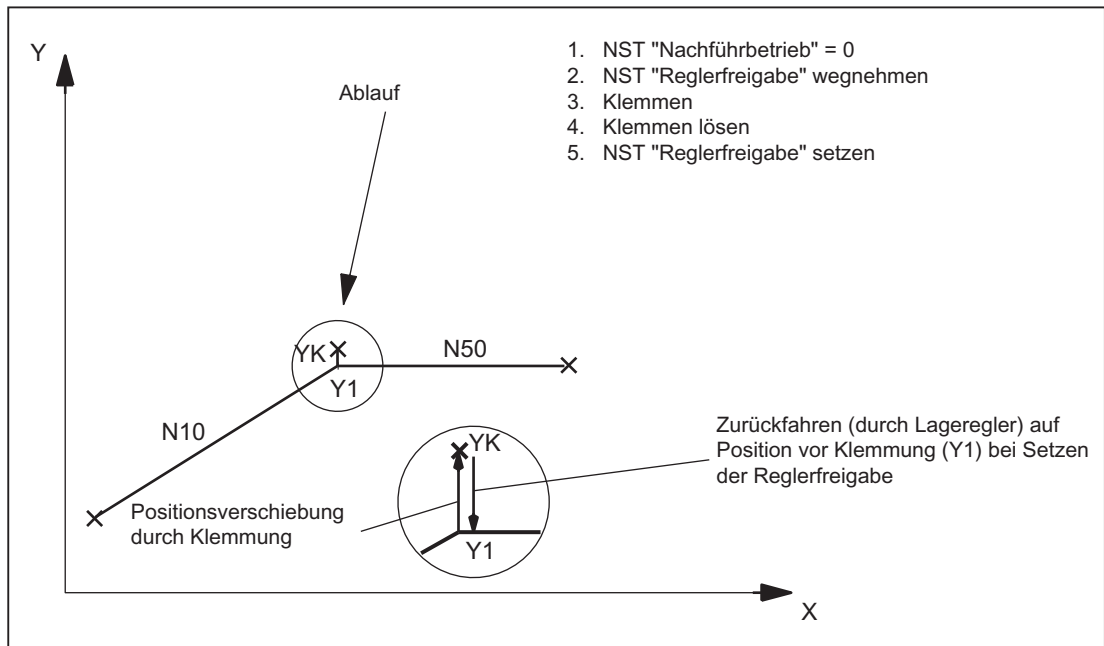 Y
Ablauf
1. NST "Nachführbetrieb" = 0
2. NST "Reglerfreigabe" wegnehmen
3. Klemmen
4. Klemmen lösen
5. NST "Reglerfreigabe" setzen
YK
N50
Y1
N10
Zurückfahren (durch Lageregler) auf
Position vor Klemmung (Y1) bei Setzen
der Reglerfreigabe
YK
Positionsverschiebung
durch Klemmung
Y1
X